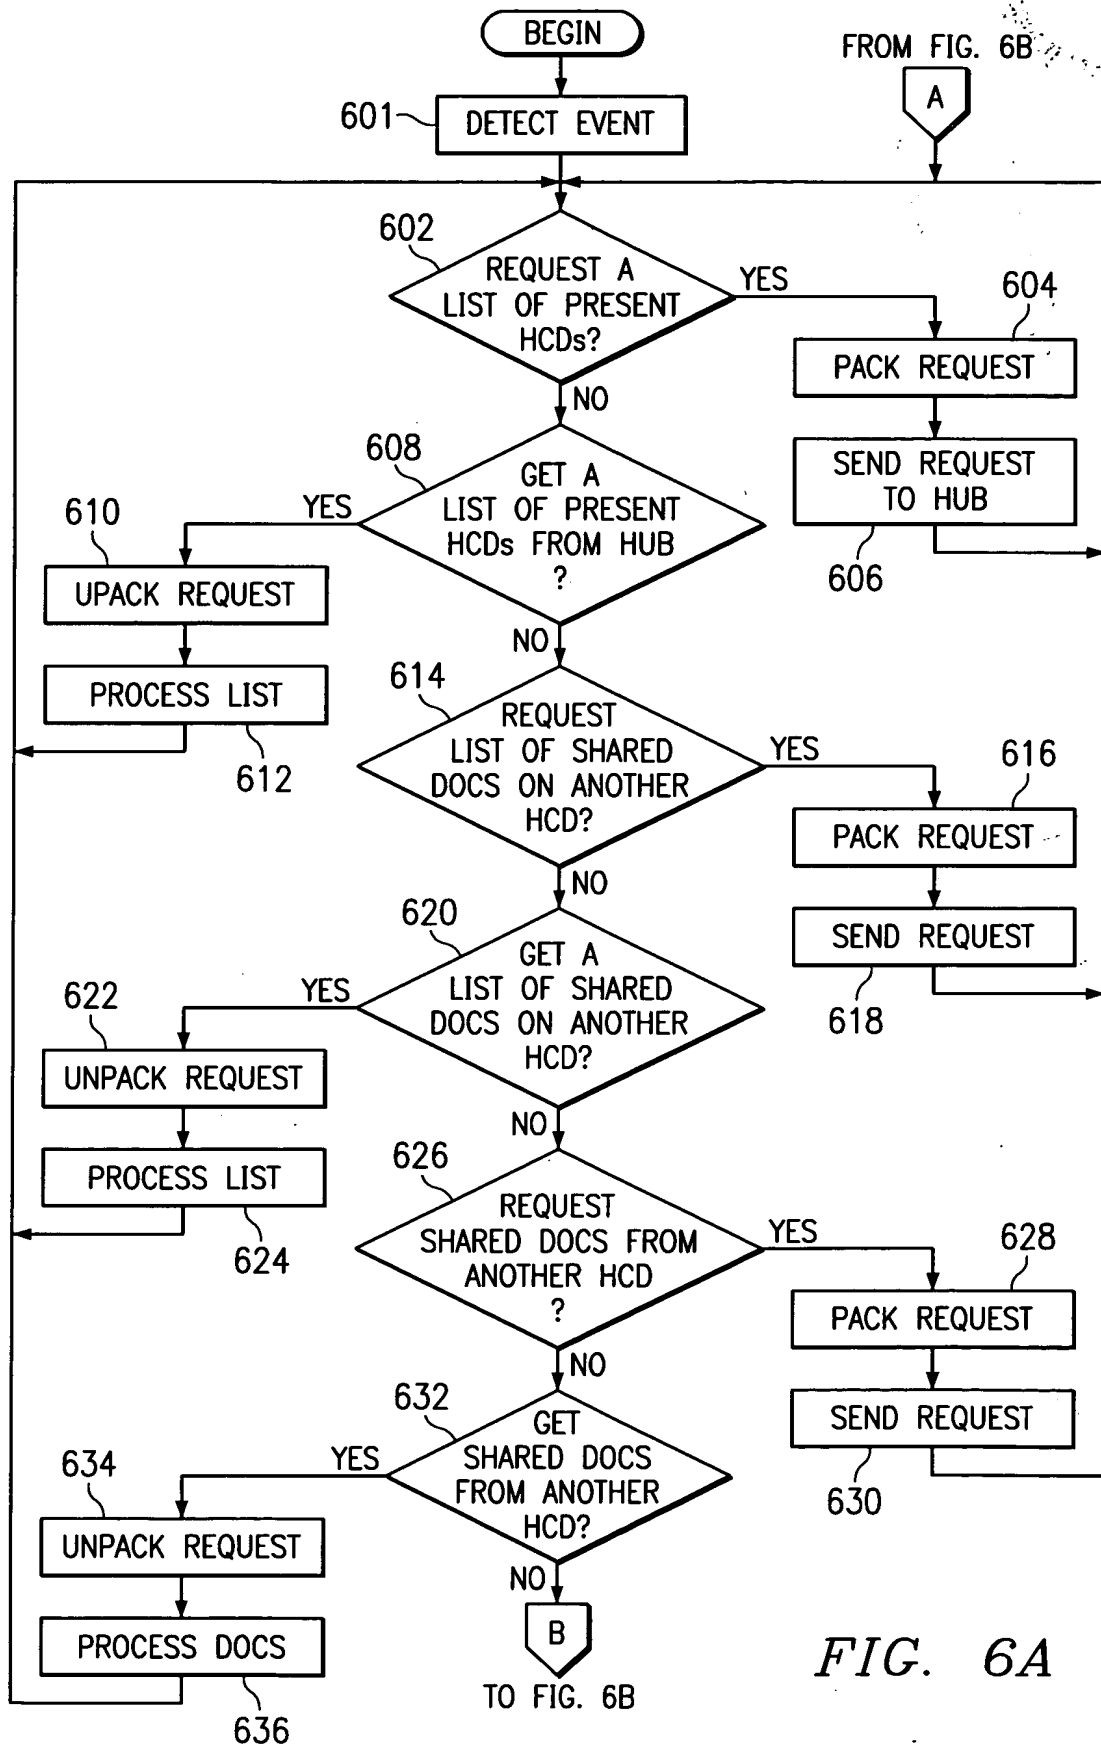 BEGIN
FROM FIG. 6B
A
601
DETECT EVENT
602
REQUEST A
LIST OF PRESENT
HCDs?
YES
604
PACK REQUEST
NO
SEND REQUEST
TO HUB
606
608
GET A
LIST OF PRESENT
HCDs FROM HUB
?
YES
610
UPACK REQUEST
NO
PROCESS LIST
612
614
REQUEST
LIST OF SHARED
DOCS ON ANOTHER
HCD?
YES
616
PACK REQUEST
NO
SEND REQUEST
618
620
GET A
LIST OF SHARED
DOCS ON ANOTHER
HCD?
YES
622
UNPACK REQUEST
NO
PROCESS LIST
624
626
REQUEST
SHARED DOCS FROM
ANOTHER HCD
?
YES
628
PACK REQUEST
NO
SEND REQUEST
630
632
GET
SHARED DOCS
FROM ANOTHER
HCD?
YES
634
UNPACK REQUEST
NO
PROCESS DOCS
636
B
TO FIG. 6B
FIG. 6A